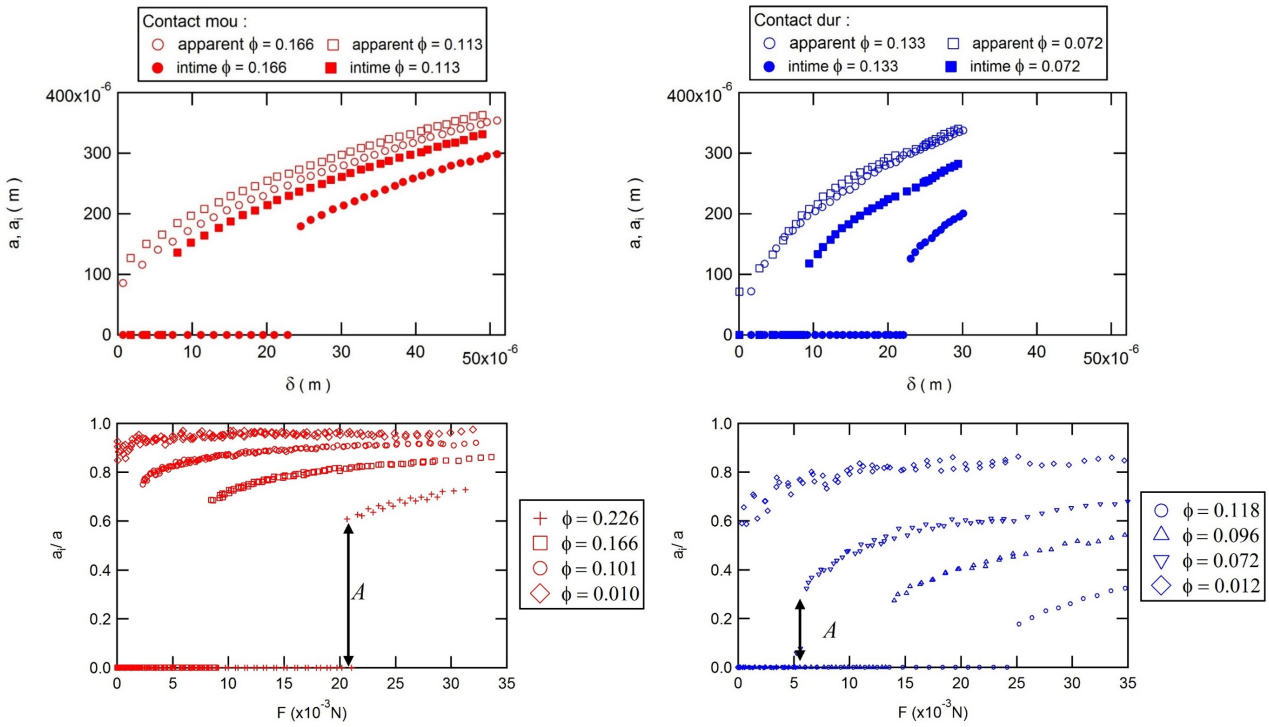 Contact mou :
apparent ϕ = 0.166 apparent ϕ = 0.113
intime ϕ = 0.166 intime ϕ = 0.113
400x10⁻⁶
300
200
100
0
a, aᵢ ( m )
0 10 20 30 40 50x10⁻⁶
δ ( m )
Contact dur :
apparent ϕ = 0.133 apparent ϕ = 0.072
intime ϕ = 0.133 intime ϕ = 0.072
400x10⁻⁶
300
200
100
0
a, aᵢ ( m )
0 10 20 30 40 50x10⁻⁶
δ ( m )
1.0
0.8
0.6
0.4
0.2
0.0
aᵢ/ a
A
0 5 10 15 20 25 30 35
F (x10⁻³N)
ϕ = 0.226
ϕ = 0.166
ϕ = 0.101
ϕ = 0.010
1.0
0.8
0.6
0.4
0.2
0.0
aᵢ/ a
A
0 5 10 15 20 25 30 35
F (x10⁻³N)
ϕ = 0.118
ϕ = 0.096
ϕ = 0.072
ϕ = 0.012